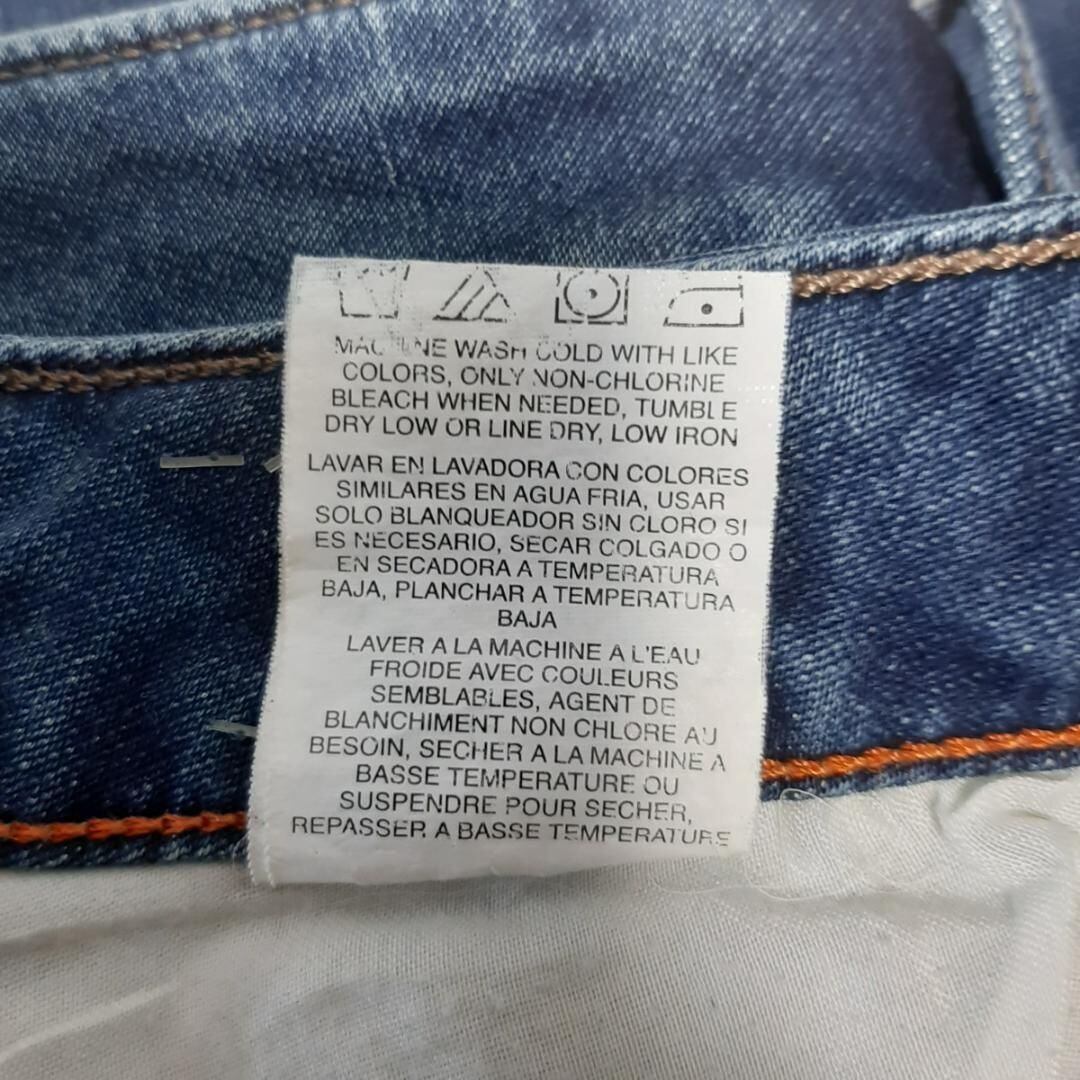 MACHINE WASH COLD WITH LIKE
COLORS, ONLY NON-CHLORINE
BLEACH WHEN NEEDED, TUMBLE
DRY LOW OR LINE DRY, LOW IRON
LAVAR EN LAVADORA CON COLORES
SIMILARES EN AGUA FRIA, USAR
SOLO BLANQUEADOR SIN CLORO SI
ES NECESARIO, SECAR COLGADO O
EN SECADORA A TEMPERATURA
BAJA, PLANCHAR A TEMPERATURA
BAJA
LAVER A LA MACHINE A L'EAU
FROIDE AVEC COULEURS
SEMBLABLES, AGENT DE
BLANCHIMENT NON CHLORE AU
BESOIN, SECHER A LA MACHINE A
BASSE TEMPERATURE OU
SUSPENDRE POUR SECHER,
REPASSER A BASSE TEMPERATURE